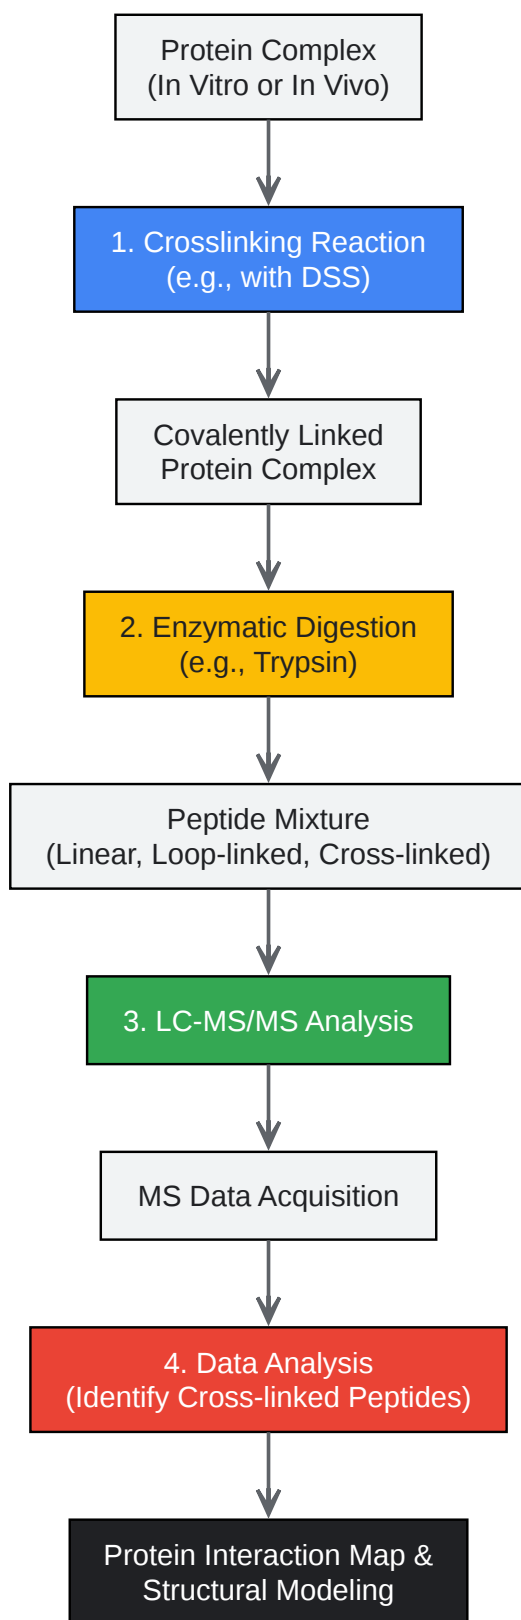 Protein Complex
(In Vitro or In Vivo)
1. Crosslinking Reaction
(e.g., with DSS)
Covalently Linked
Protein Complex
2. Enzymatic Digestion
(e.g., Trypsin)
Peptide Mixture
(Linear, Loop-linked, Cross-linked)
3. LC-MS/MS Analysis
MS Data Acquisition
4. Data Analysis
(Identify Cross-linked Peptides)
Protein Interaction Map &
Structural Modeling